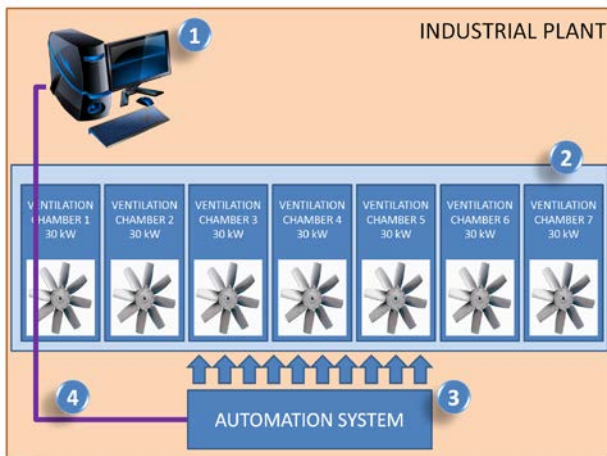 INDUSTRIAL PLANT
1
2
VENTILATION
CHAMBER 1
30 kW
VENTILATION
CHAMBER 2
30 kW
VENTILATION
CHAMBER 3
30 kW
VENTILATION
CHAMBER 4
30 kW
VENTILATION
CHAMBER 5
30 kW
VENTILATION
CHAMBER 6
30 kW
VENTILATION
CHAMBER 7
30 kW
4
3
AUTOMATION SYSTEM